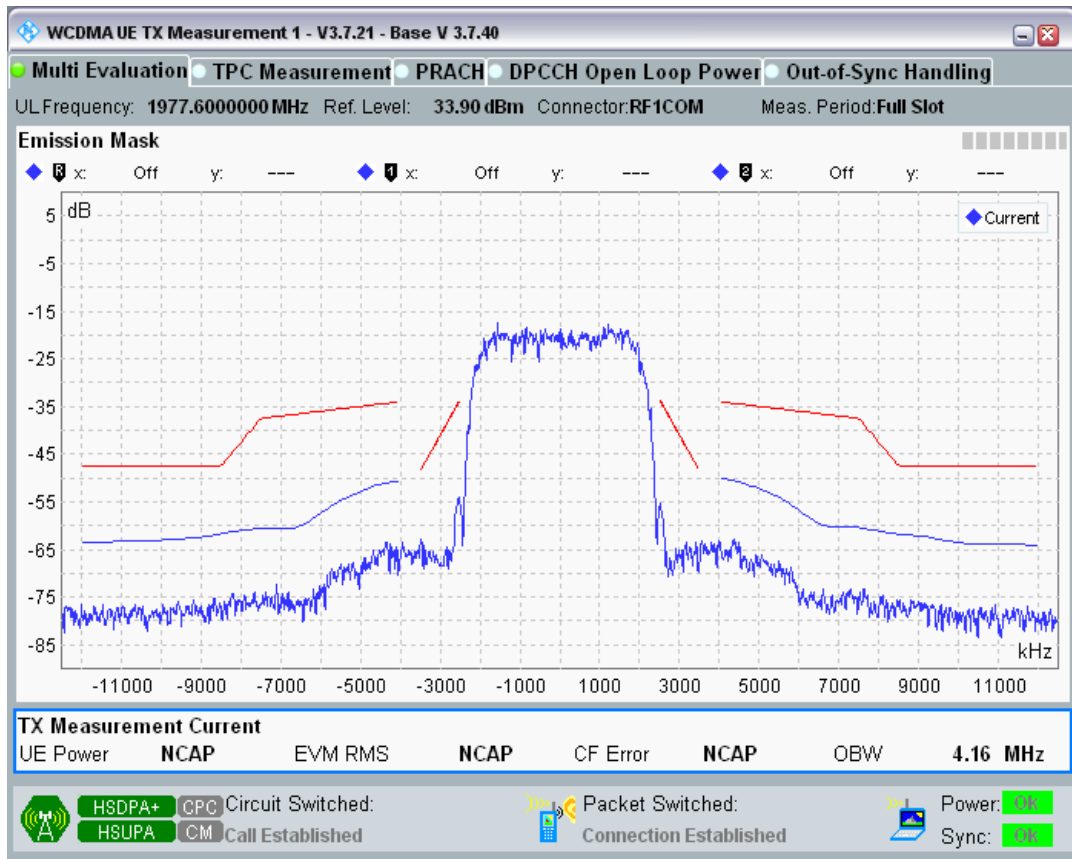 WCDMA UE TX Measurement 1 - V3.7.21 - Base V 3.7.40
Multi Evaluation TPC Measurement PRACH DPCCH Open Loop Power Out-of-Sync Handling
UL Frequency: 1977.6000000 MHz Ref. Level: 33.90 dBm Connector:RF1COM Meas. Period:Full Slot
Emission Mask
R x: Off y: --- 1 x: Off y: --- 2 x: Off y: ---
dB
Current
5
-5
-15
-25
-35
-45
-55
-65
-75
-85
kHz
-11000 -9000 -7000 -5000 -3000 -1000 1000 3000 5000 7000 9000 11000
TX Measurement Current
UE Power NCAP EVM RMS NCAP CF Error NCAP OBW 4.16 MHz
HSDPA+ CPC Circuit Switched: Packet Switched: Power: Ok
HSUPA CM Call Established Connection Established Sync: Ok